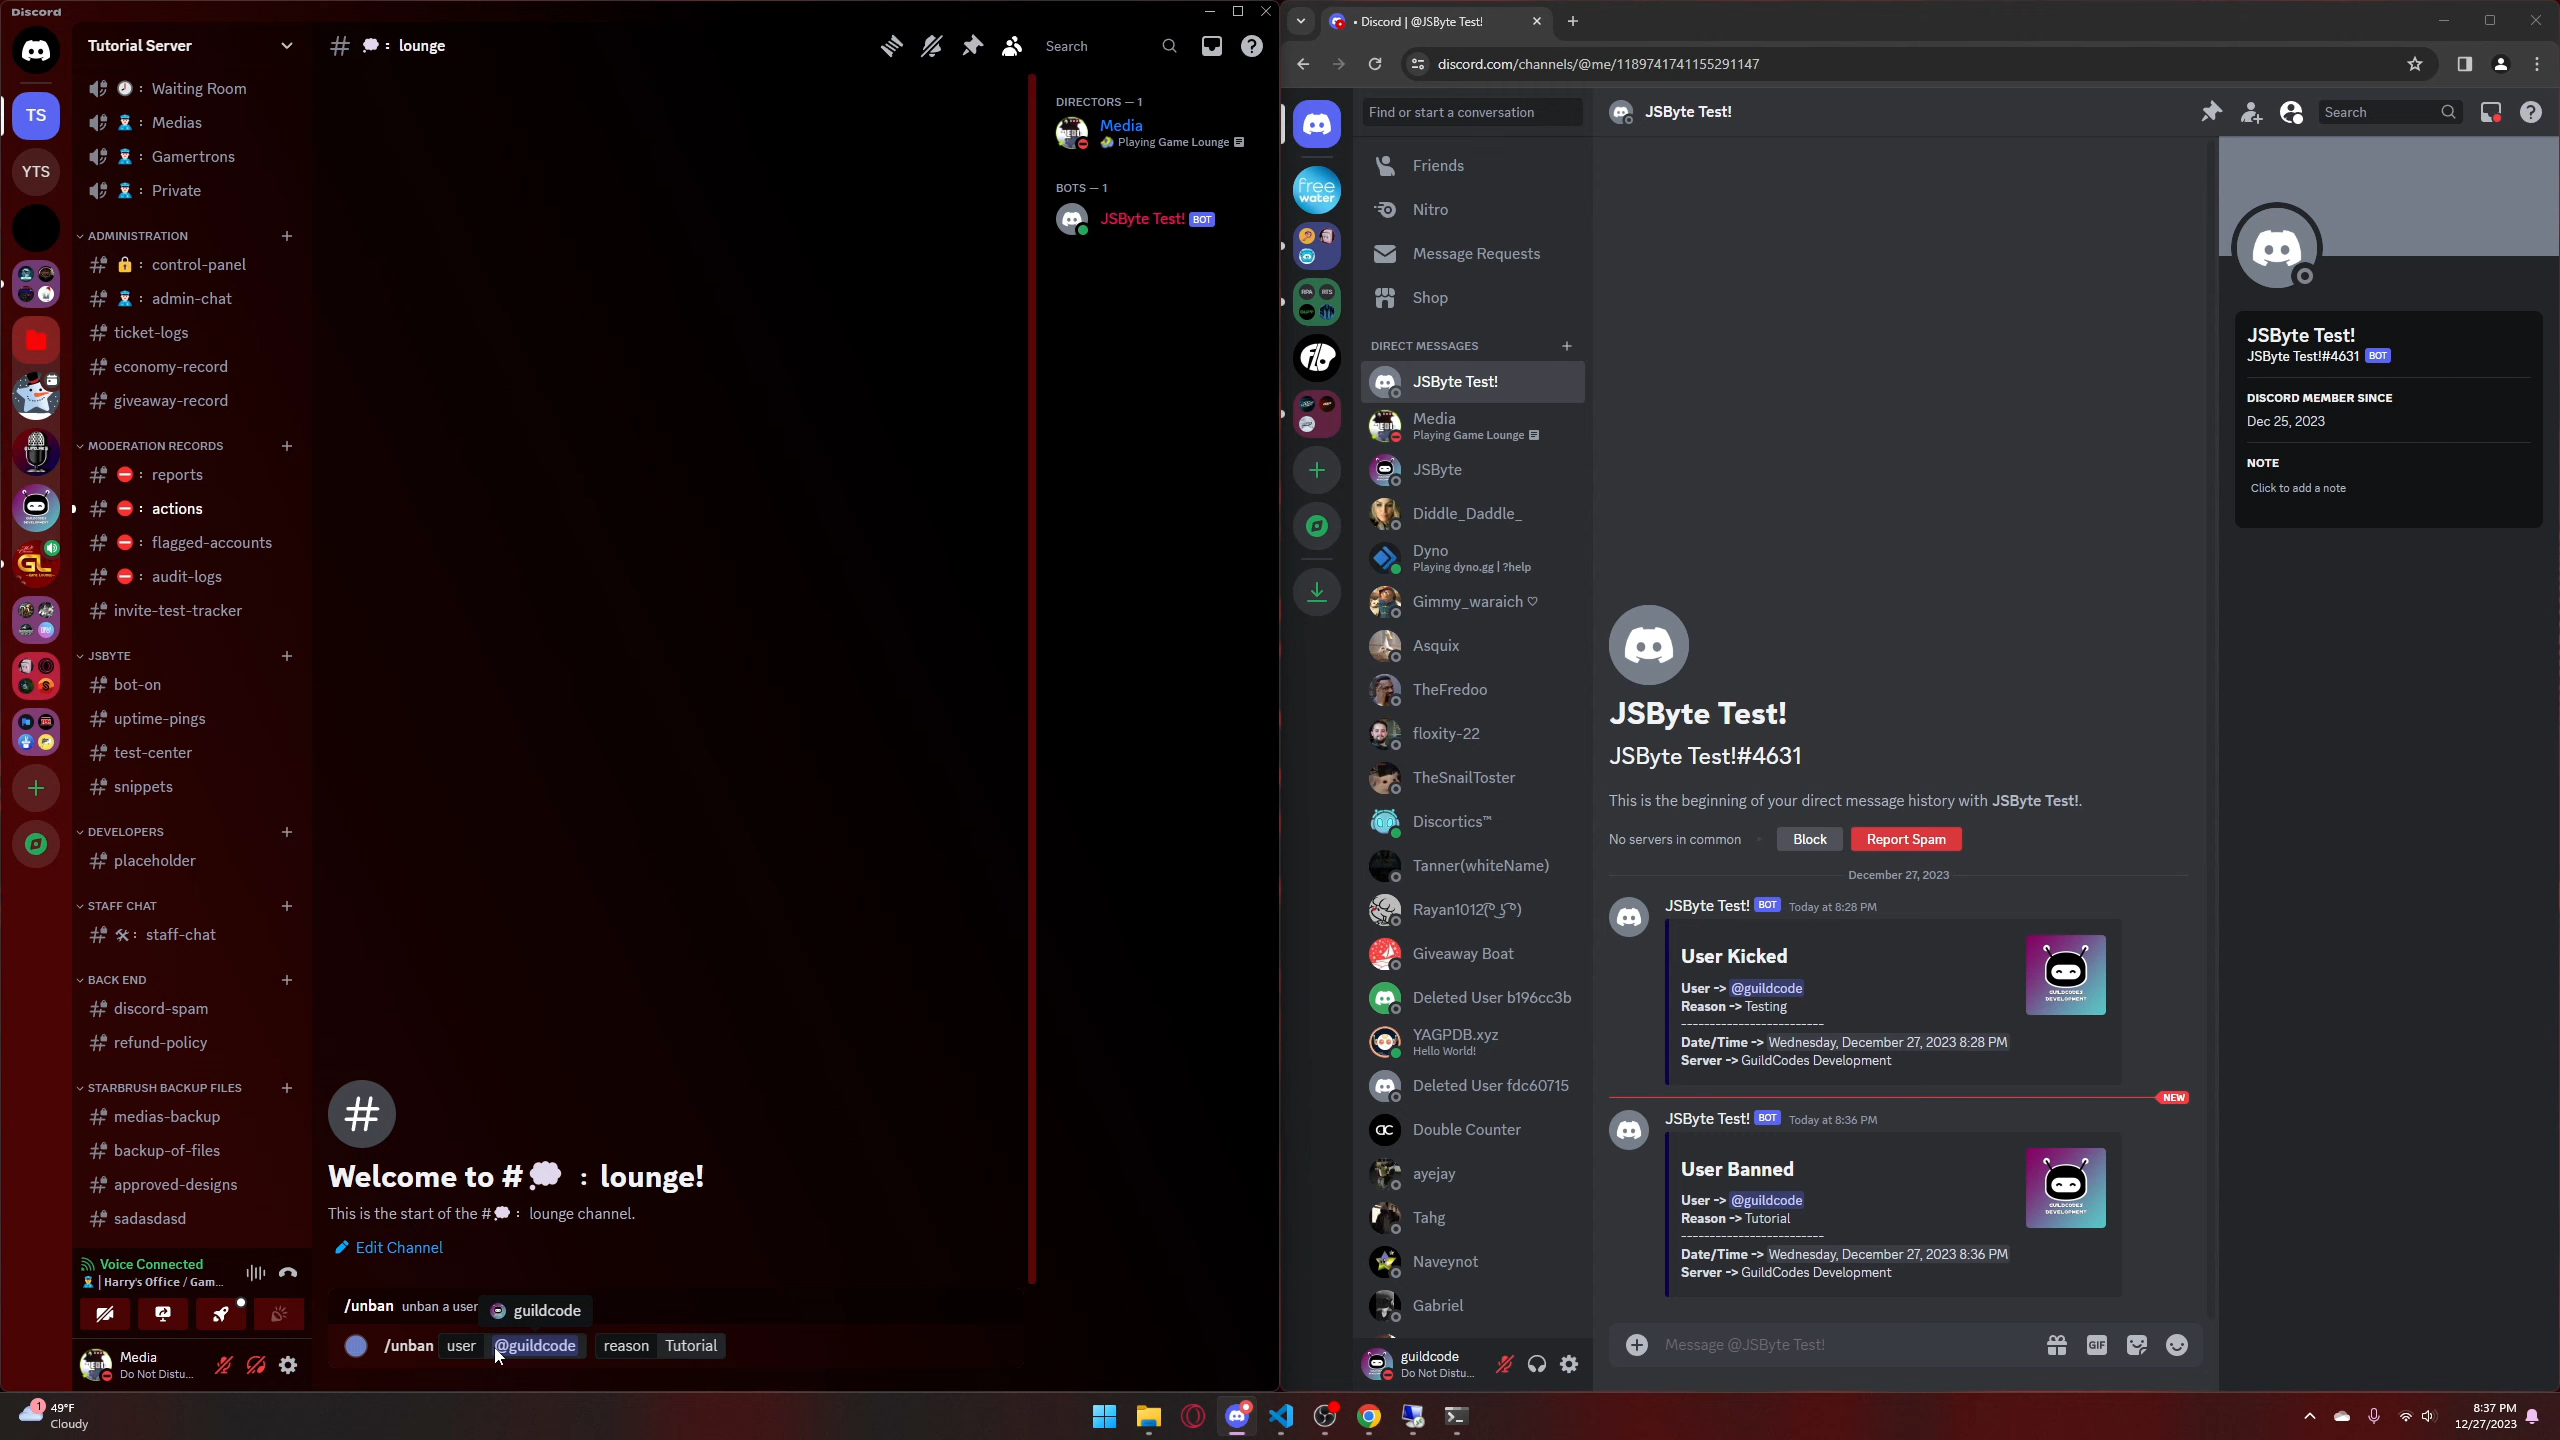 Discord
Tutorial Server
: Waiting Room
: Medias
: Gamertrons
: Private
ADMINISTRATION
: control-panel
: admin-chat
ticket-logs
economy-record
giveaway-record
MODERATION RECORDS
: reports
: actions
: flagged-accounts
: audit-logs
invite-test-tracker
JSBYTE
bot-on
uptime-pings
test-center
snippets
DEVELOPERS
placeholder
STAFF CHAT
: staff-chat
BACK END
discord-spam
refund-policy
STARBRUSH BACKUP FILES
medias-backup
backup-of-files
approved-designs
sadasdasd
Voice Connected
| Harry's Office / Gam...
Media
Do Not Distu...
TS
YTS
GL
# 💭 : lounge
Search
DIRECTORS — 1
Media
Playing Game Lounge
BOTS — 1
JSByte Test! BOT
Welcome to #💭 : lounge!
This is the start of the #💭 : lounge channel.
Edit Channel
/unban unban a user
guildcode
/unban user @guildcode reason Tutorial
• Discord | @JSByte Test!
discord.com/channels/@me/1189741741155291147
free water
RPA RTS
Find or start a conversation
Friends
Nitro
Message Requests
Shop
DIRECT MESSAGES
JSByte Test!
Media
Playing Game Lounge
JSByte
Diddle_Daddle_
Dyno
Playing dyno.gg | ?help
Gimmy_waraich ♡
Asquix
TheFredoo
floxity-22
TheSnailToster
Discortics™
Tanner(whiteName)
Rayan1012( ͡° ͜ʖ ͡°)
Giveaway Boat
Deleted User b196cc3b
YAGPDB.xyz
Hello World!
Deleted User fdc60715
Double Counter
ayejay
Tahg
Naveynot
Gabriel
guildcode
Do Not Distu...
JSByte Test!
Search
JSByte Test!
JSByte Test!#4631
This is the beginning of your direct message history with JSByte Test!.
No servers in common
Block
Report Spam
December 27, 2023
JSByte Test! BOT Today at 8:28 PM
User Kicked
User -> @guildcode
Reason -> Testing
-------------------------
Date/Time -> Wednesday, December 27, 2023 8:28 PM
Server -> GuildCodes Development
GUILDCODES
DEVELOPMENT
NEW
JSByte Test! BOT Today at 8:36 PM
User Banned
User -> @guildcode
Reason -> Tutorial
-------------------------
Date/Time -> Wednesday, December 27, 2023 8:36 PM
Server -> GuildCodes Development
GUILDCODES
DEVELOPMENT
Message @JSByte Test!
GIF
JSByte Test!
JSByte Test!#4631 BOT
DISCORD MEMBER SINCE
Dec 25, 2023
NOTE
Click to add a note
1
49°F
Cloudy
8:37 PM
12/27/2023